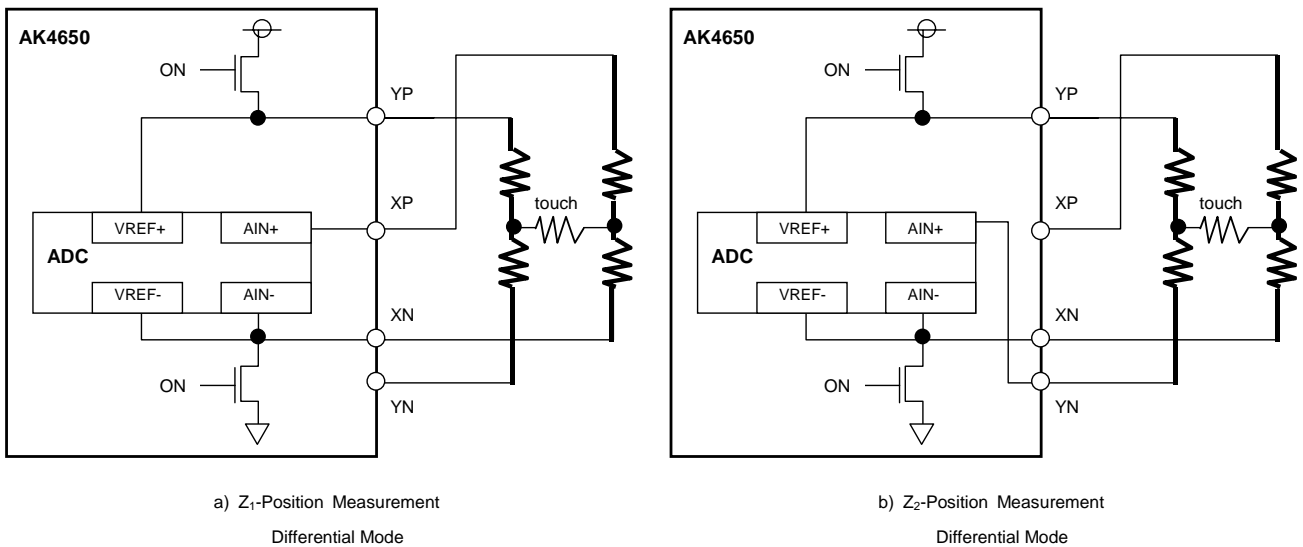 AK4650
ON
YP
XP
touch
VREF+
AIN+
ADC
VREF-
AIN-
XN
ON
YN
a) Z₁-Position Measurement
Differential Mode
AK4650
ON
YP
XP
touch
VREF+
AIN+
ADC
VREF-
AIN-
XN
ON
YN
b) Z₂-Position Measurement
Differential Mode